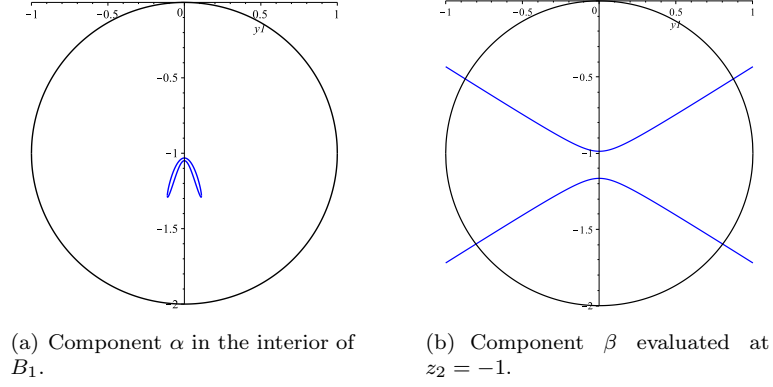 −1 −0.5 0 0.5 1
y1
−0.5
−1
−1.5
−2
−1 −0.5 0 0.5 1
y1
−0.5
−1
−1.5
−2
(a) Component α in the interior of
B₁.
(b) Component β evaluated at
z₂ = −1.